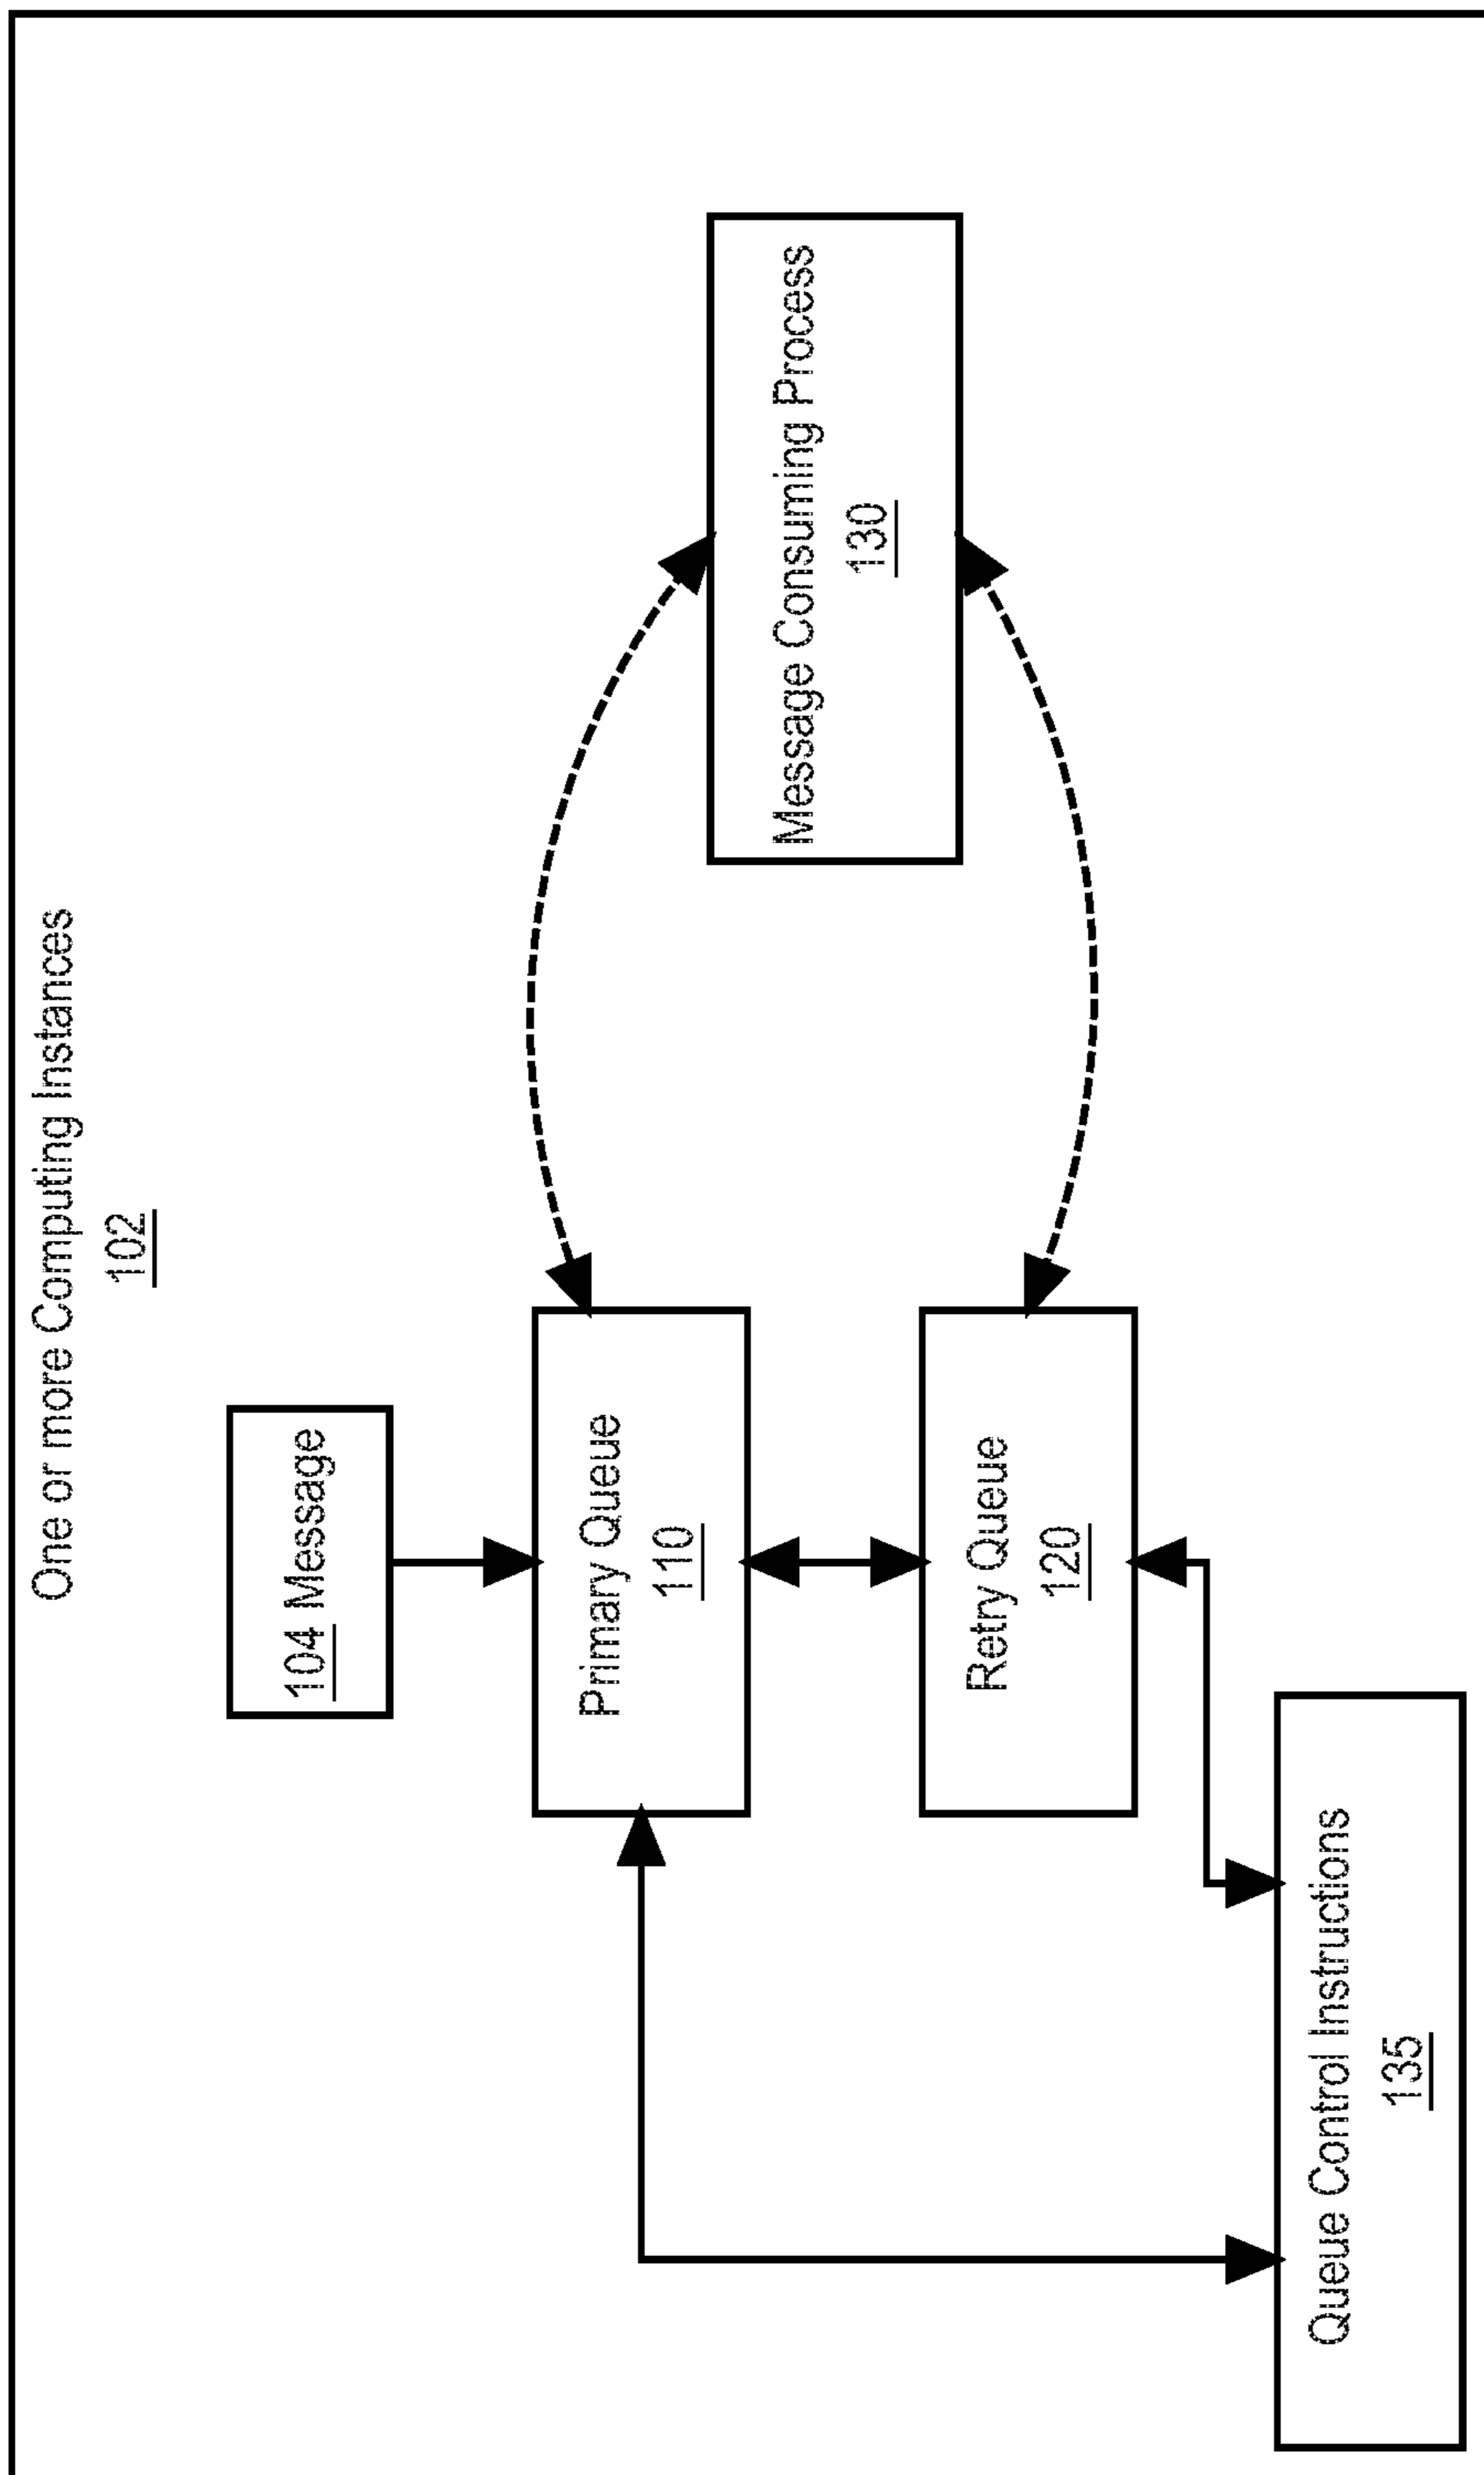 One or more Computing Instances
102
104 Message
Primary Queue
110
Message Consuming Process
130
Retry Queue
120
Queue Control Instructions
135